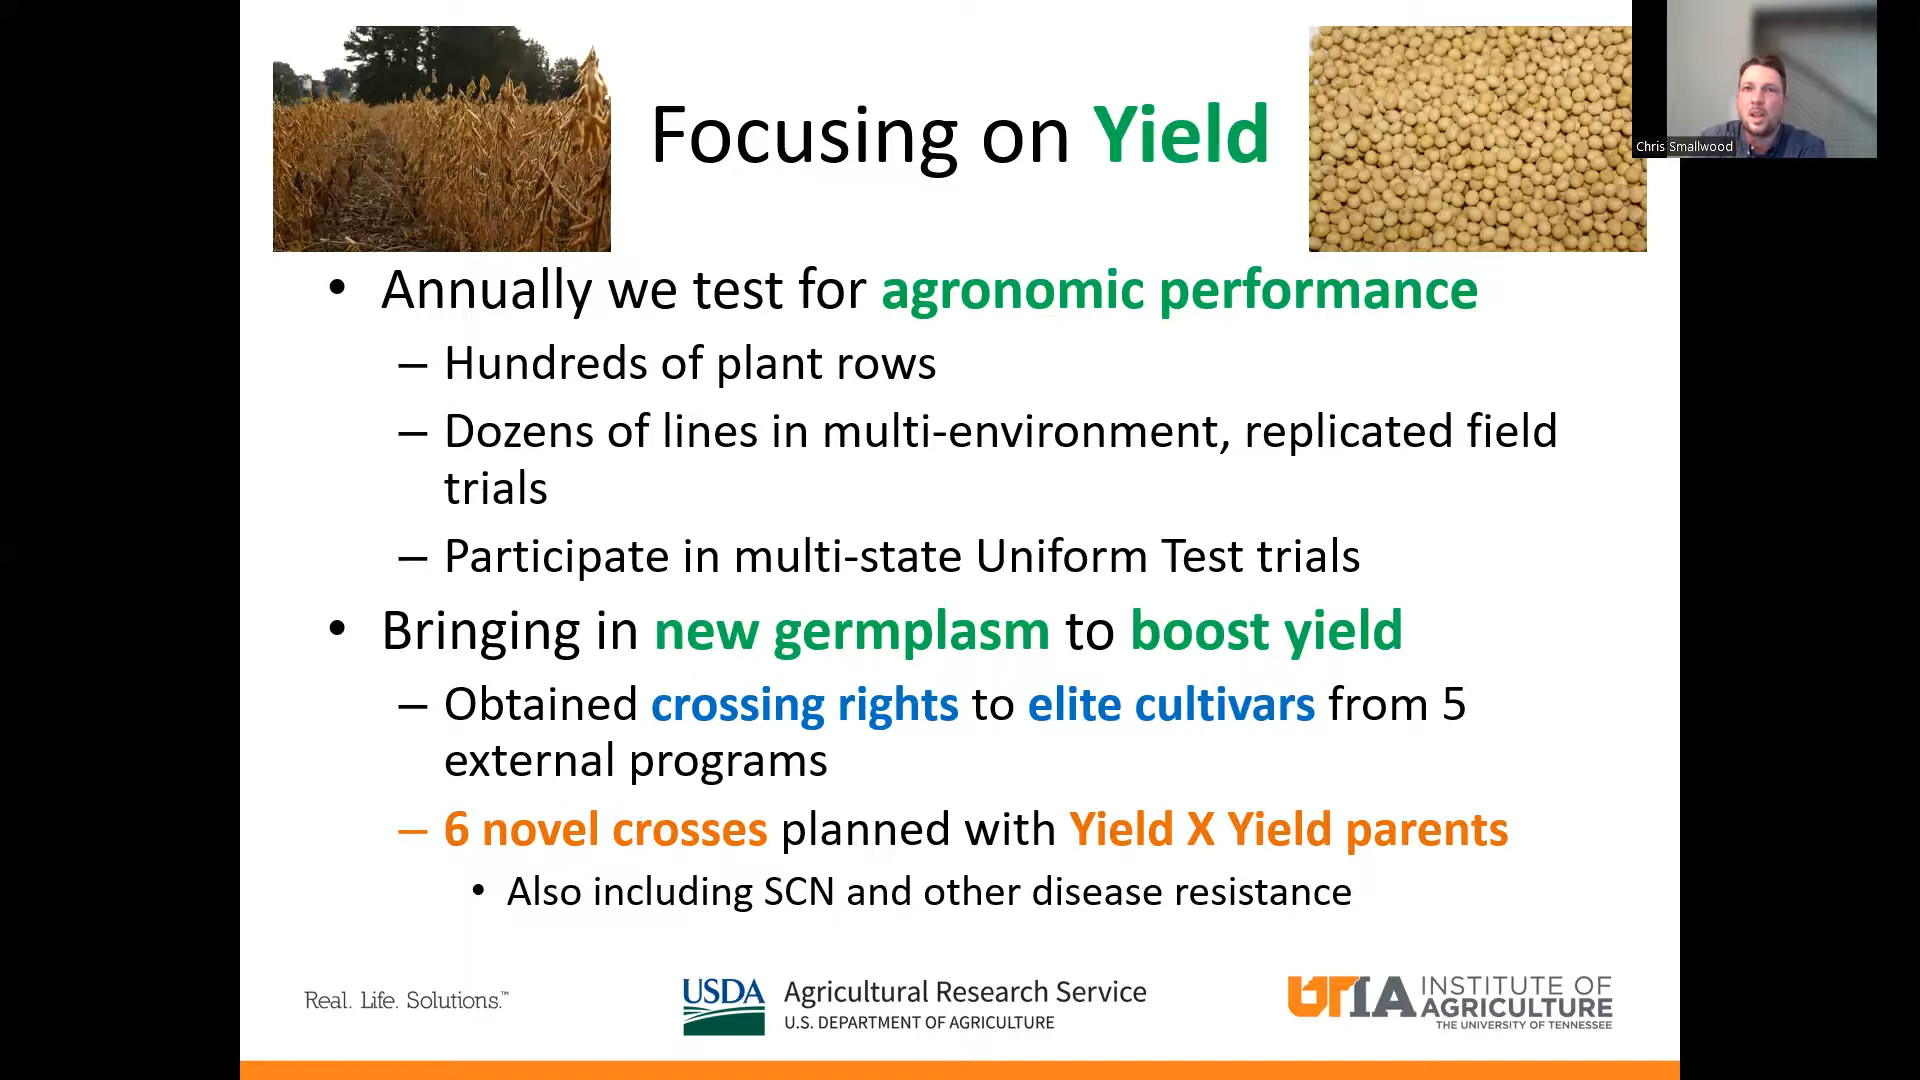 Focusing on Yield
Chris Smallwood
• Annually we test for agronomic performance
– Hundreds of plant rows
– Dozens of lines in multi-environment, replicated field
trials
– Participate in multi-state Uniform Test trials
• Bringing in new germplasm to boost yield
– Obtained crossing rights to elite cultivars from 5
external programs
– 6 novel crosses planned with Yield X Yield parents
• Also including SCN and other disease resistance
Real. Life. Solutions.™
USDA
Agricultural Research Service
U.S. DEPARTMENT OF AGRICULTURE
UTIA
INSTITUTE OF
AGRICULTURE
THE UNIVERSITY OF TENNESSEE